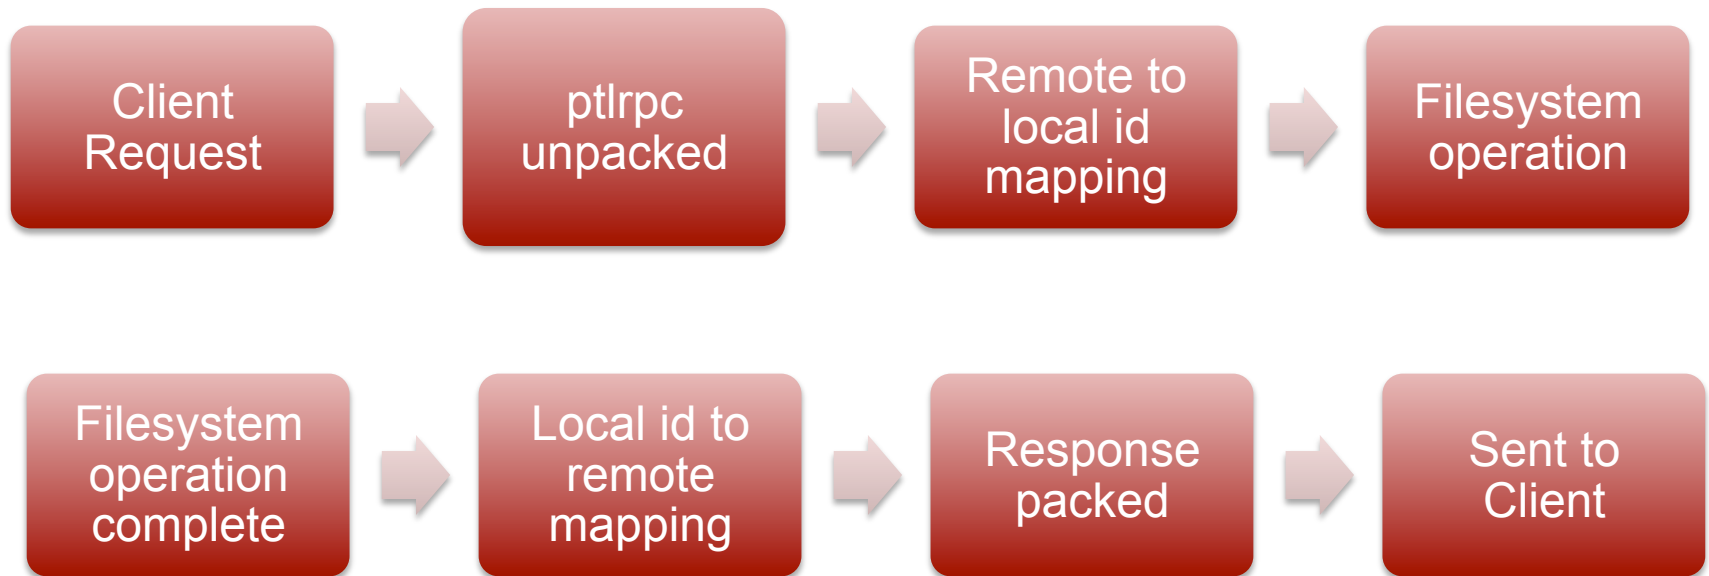 Client
Request
ptlrpc
unpacked
Remote to
local id
mapping
Filesystem
operation
Filesystem
operation
complete
Local id to
remote
mapping
Response
packed
Sent to
Client